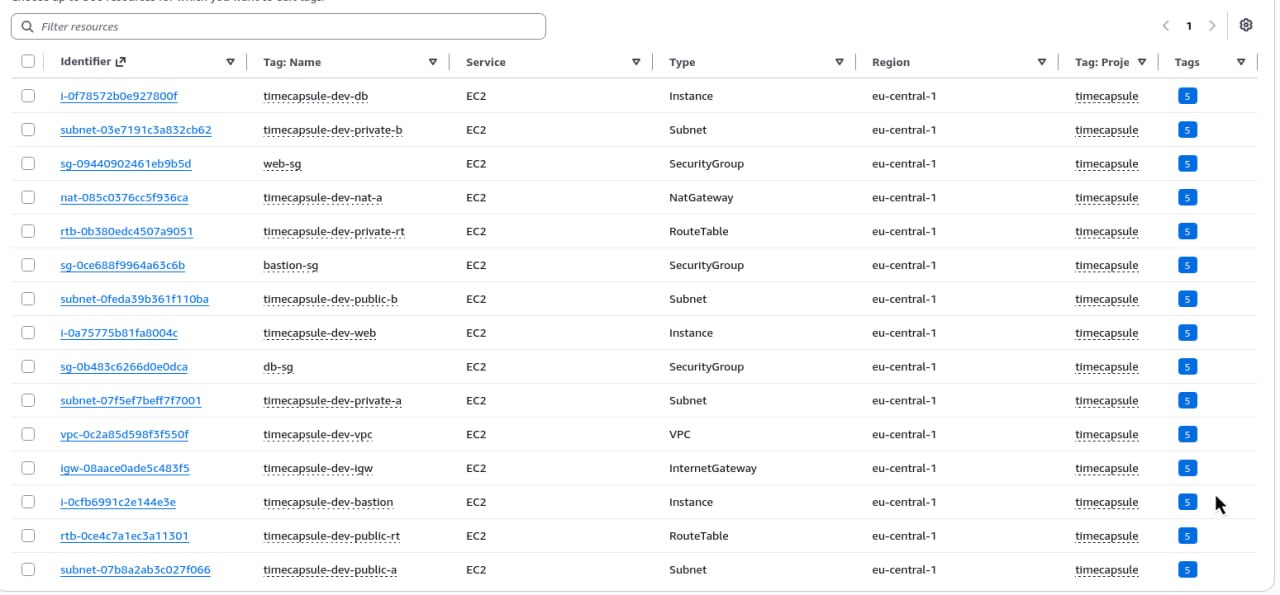 Filter resources
1
Identifier Tag: Name Service Type Region Tag: Proje Tags
i-0f78572b0e927800f timecapsule-dev-db EC2 Instance eu-central-1 timecapsule 5
subnet-03e7191c3a832cb62 timecapsule-dev-private-b EC2 Subnet eu-central-1 timecapsule 5
sg-09440902461eb9b5d web-sg EC2 SecurityGroup eu-central-1 timecapsule 5
nat-085c0376cc5f936ca timecapsule-dev-nat-a EC2 NatGateway eu-central-1 timecapsule 5
rtb-0b380edc4507a9051 timecapsule-dev-private-rt EC2 RouteTable eu-central-1 timecapsule 5
sg-0ce688f9964a63c6b bastion-sg EC2 SecurityGroup eu-central-1 timecapsule 5
subnet-0feda39b361f110ba timecapsule-dev-public-b EC2 Subnet eu-central-1 timecapsule 5
i-0a75775b81fa8004c timecapsule-dev-web EC2 Instance eu-central-1 timecapsule 5
sg-0b483c6266d0e0dca db-sg EC2 SecurityGroup eu-central-1 timecapsule 5
subnet-07f5ef7beff7f7001 timecapsule-dev-private-a EC2 Subnet eu-central-1 timecapsule 5
vpc-0c2a85d598f3f550f timecapsule-dev-vpc EC2 VPC eu-central-1 timecapsule 5
igw-08aace0ade5c483f5 timecapsule-dev-igw EC2 InternetGateway eu-central-1 timecapsule 5
i-0cfb6991c2e144e3e timecapsule-dev-bastion EC2 Instance eu-central-1 timecapsule 5
rtb-0ce4c7a1ec3a11301 timecapsule-dev-public-rt EC2 RouteTable eu-central-1 timecapsule 5
subnet-07b8a2ab3c027f066 timecapsule-dev-public-a EC2 Subnet eu-central-1 timecapsule 5